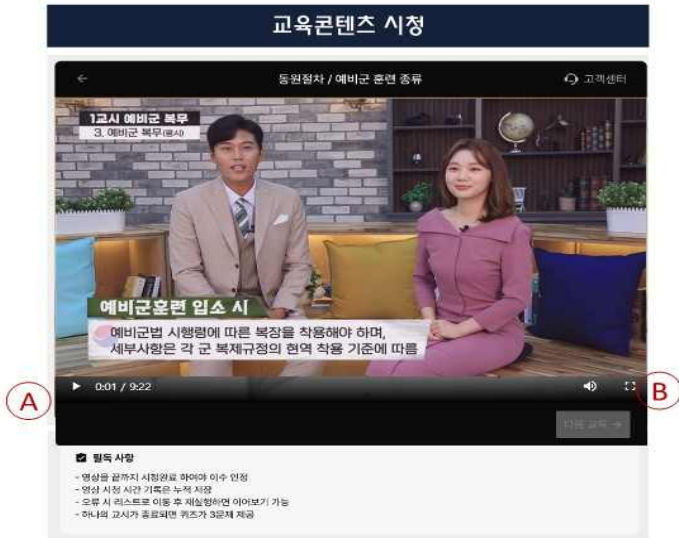 교육콘텐츠 시청
동원절차 / 예비군 훈련 종류
고객센터
1교시 예비군 복무
3. 예비군 복무(평시)
예비군훈련 입소 시
예비군법 시행령에 따른 복장을 착용해야 하며,
세부사항은 각 군 복제규정의 현역 착용 기준에 따름
A
0:01 / 9:22
B
다음 교육 →
필독 사항
- 영상을 끝까지 시청완료 하여야 이수 인정
- 영상 시청 시간 기록은 누적 저장
- 오류 시 리스트로 이동 후 재실행하면 이어보기 가능
- 하나의 교시가 종료되면 퀴즈가 3문제 제공